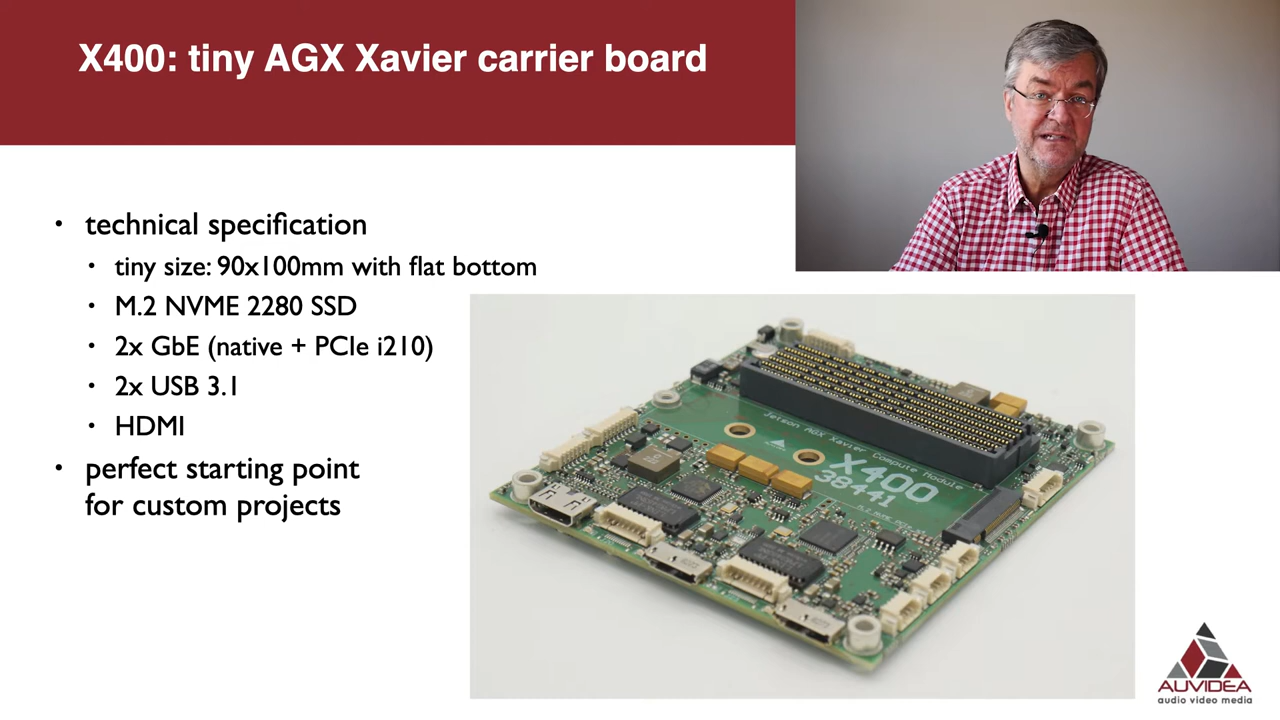 X400: tiny AGX Xavier carrier board
• technical specification
• tiny size: 90x100mm with flat bottom
• M.2 NVME 2280 SSD
• 2x GbE (native + PCIe i210)
• 2x USB 3.1
• HDMI
• perfect starting point
for custom projects
Jetson AGX Xavier Compute Module
X400
38441
AUVIDEA
audio video media